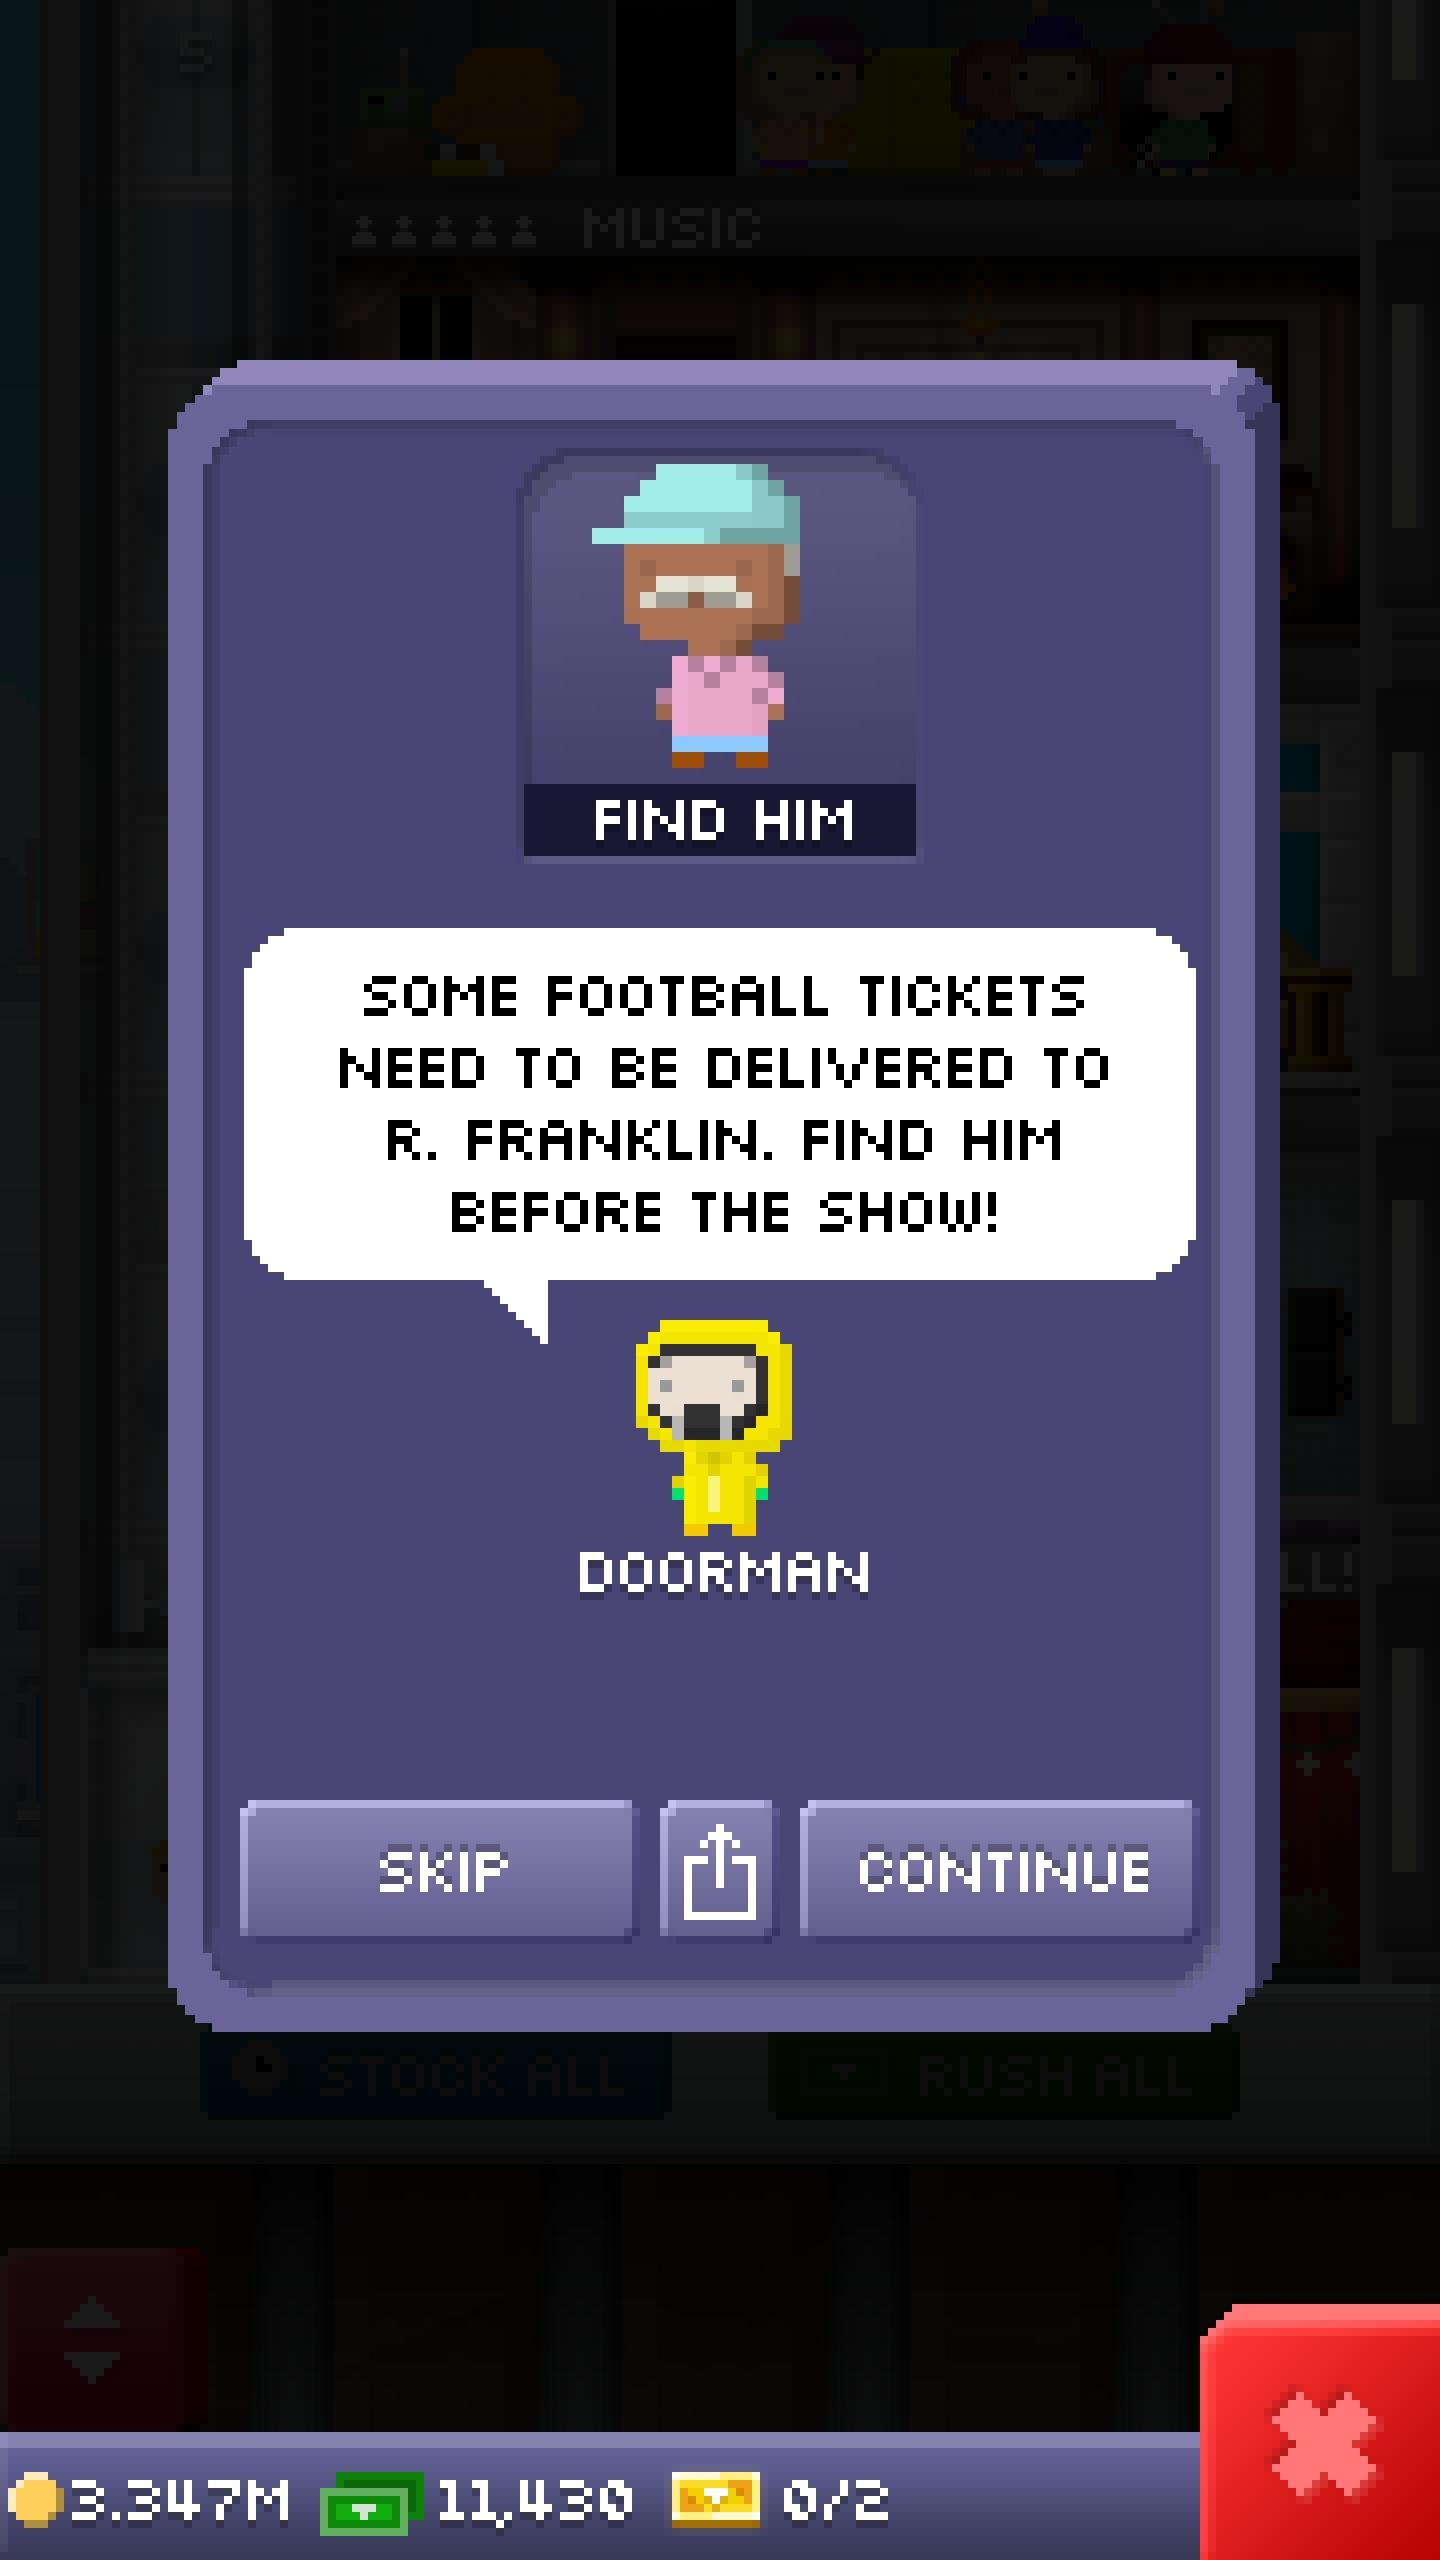 S
MUSIC
FIND HIM
SOME FOOTBALL TICKETS
NEED TO BE DELIVERED TO
R. FRANKLIN. FIND HIM
BEFORE THE SHOW!
DOORMAN
LL!
SKIP
CONTINUE
STOCK ALL
RUSH ALL
3.347M
11,430
0/2